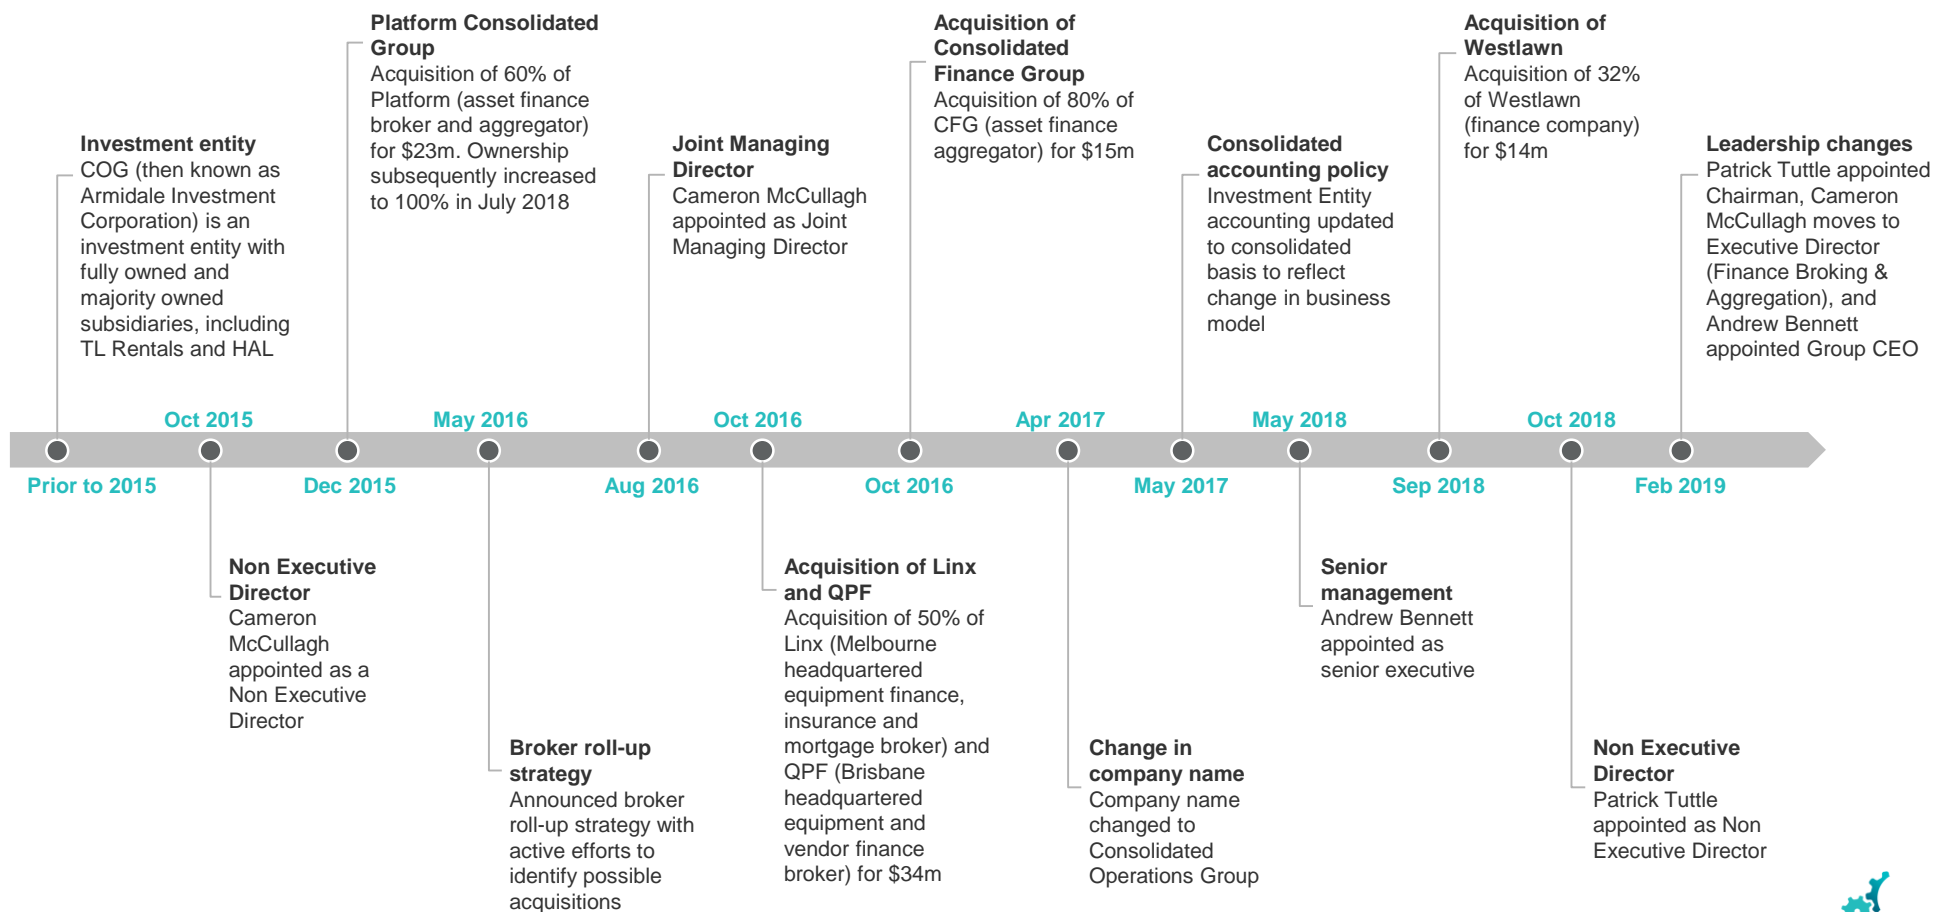 Platform Consolidated
Group
Acquisition of 60% of
Platform (asset finance
broker and aggregator)
for $23m. Ownership
subsequently increased
to 100% in July 2018
Acquisition of
Consolidated
Finance Group
Acquisition of 80% of
CFG (asset finance
aggregator) for $15m
Acquisition of
Westlawn
Acquisition of 32%
of Westlawn
(finance company)
for $14m
Investment entity
COG (then known as
Armidale Investment
Corporation) is an
investment entity with
fully owned and
majority owned
subsidiaries, including
TL Rentals and HAL
Joint Managing
Director
Cameron McCullagh
appointed as Joint
Managing Director
Consolidated
accounting policy
Investment Entity
accounting updated
to consolidated
basis to reflect
change in business
model
Leadership changes
Patrick Tuttle appointed
Chairman, Cameron
McCullagh moves to
Executive Director
(Finance Broking &
Aggregation), and
Andrew Bennett
appointed Group CEO
Oct 2015
May 2016
Oct 2016
Apr 2017
May 2018
Oct 2018
Prior to 2015
Dec 2015
Aug 2016
Oct 2016
May 2017
Sep 2018
Feb 2019
Non Executive
Director
Cameron
McCullagh
appointed as a
Non Executive
Director
Broker roll-up
strategy
Announced broker
roll-up strategy with
active efforts to
identify possible
acquisitions
Acquisition of Linx
and QPF
Acquisition of 50% of
Linx (Melbourne
headquartered
equipment finance,
insurance and
mortgage broker) and
QPF (Brisbane
headquartered
equipment and
vendor finance
broker) for $34m
Change in
company name
Company name
changed to
Consolidated
Operations Group
Senior
management
Andrew Bennett
appointed as
senior executive
Non Executive
Director
Patrick Tuttle
appointed as Non
Executive Director